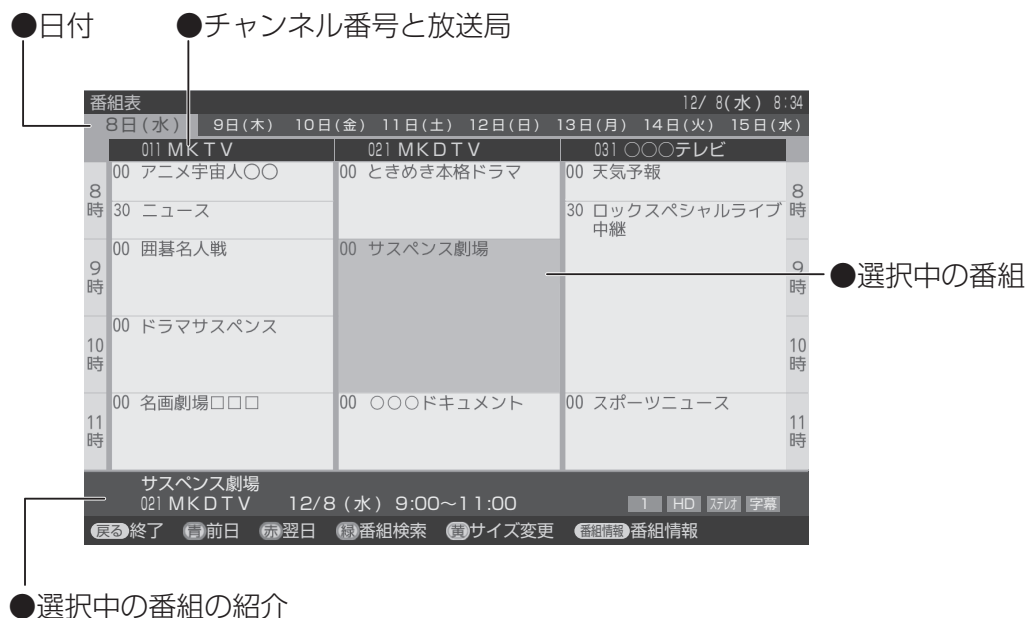 ●日付
●チャンネル番号と放送局
番組表
12/ 8(水) 8:34
8日(水) 9日(木) 10日(金) 11日(土) 12日(日) 13日(月) 14日(火) 15日(水)
011 MKTV
021 MKDTV
031 ○○○テレビ
8時
00 アニメ宇宙人○○
00 ときめき本格ドラマ
00 天気予報
8時
30 ニュース
30 ロックスペシャルライブ
中継
9時
00 囲碁名人戦
00 サスペンス劇場
9時
●選択中の番組
10時
00 ドラマサスペンス
10時
11時
00 名画劇場□□□
00 ○○○ドキュメント
00 スポーツニュース
11時
サスペンス劇場
021 MKDTV 12/8 (水) 9:00~11:00
1 HD ステレオ 字幕
戻る 終了 青 前日 赤 翌日 緑 番組検索 黄 サイズ変更 番組情報 番組情報
●選択中の番組の紹介